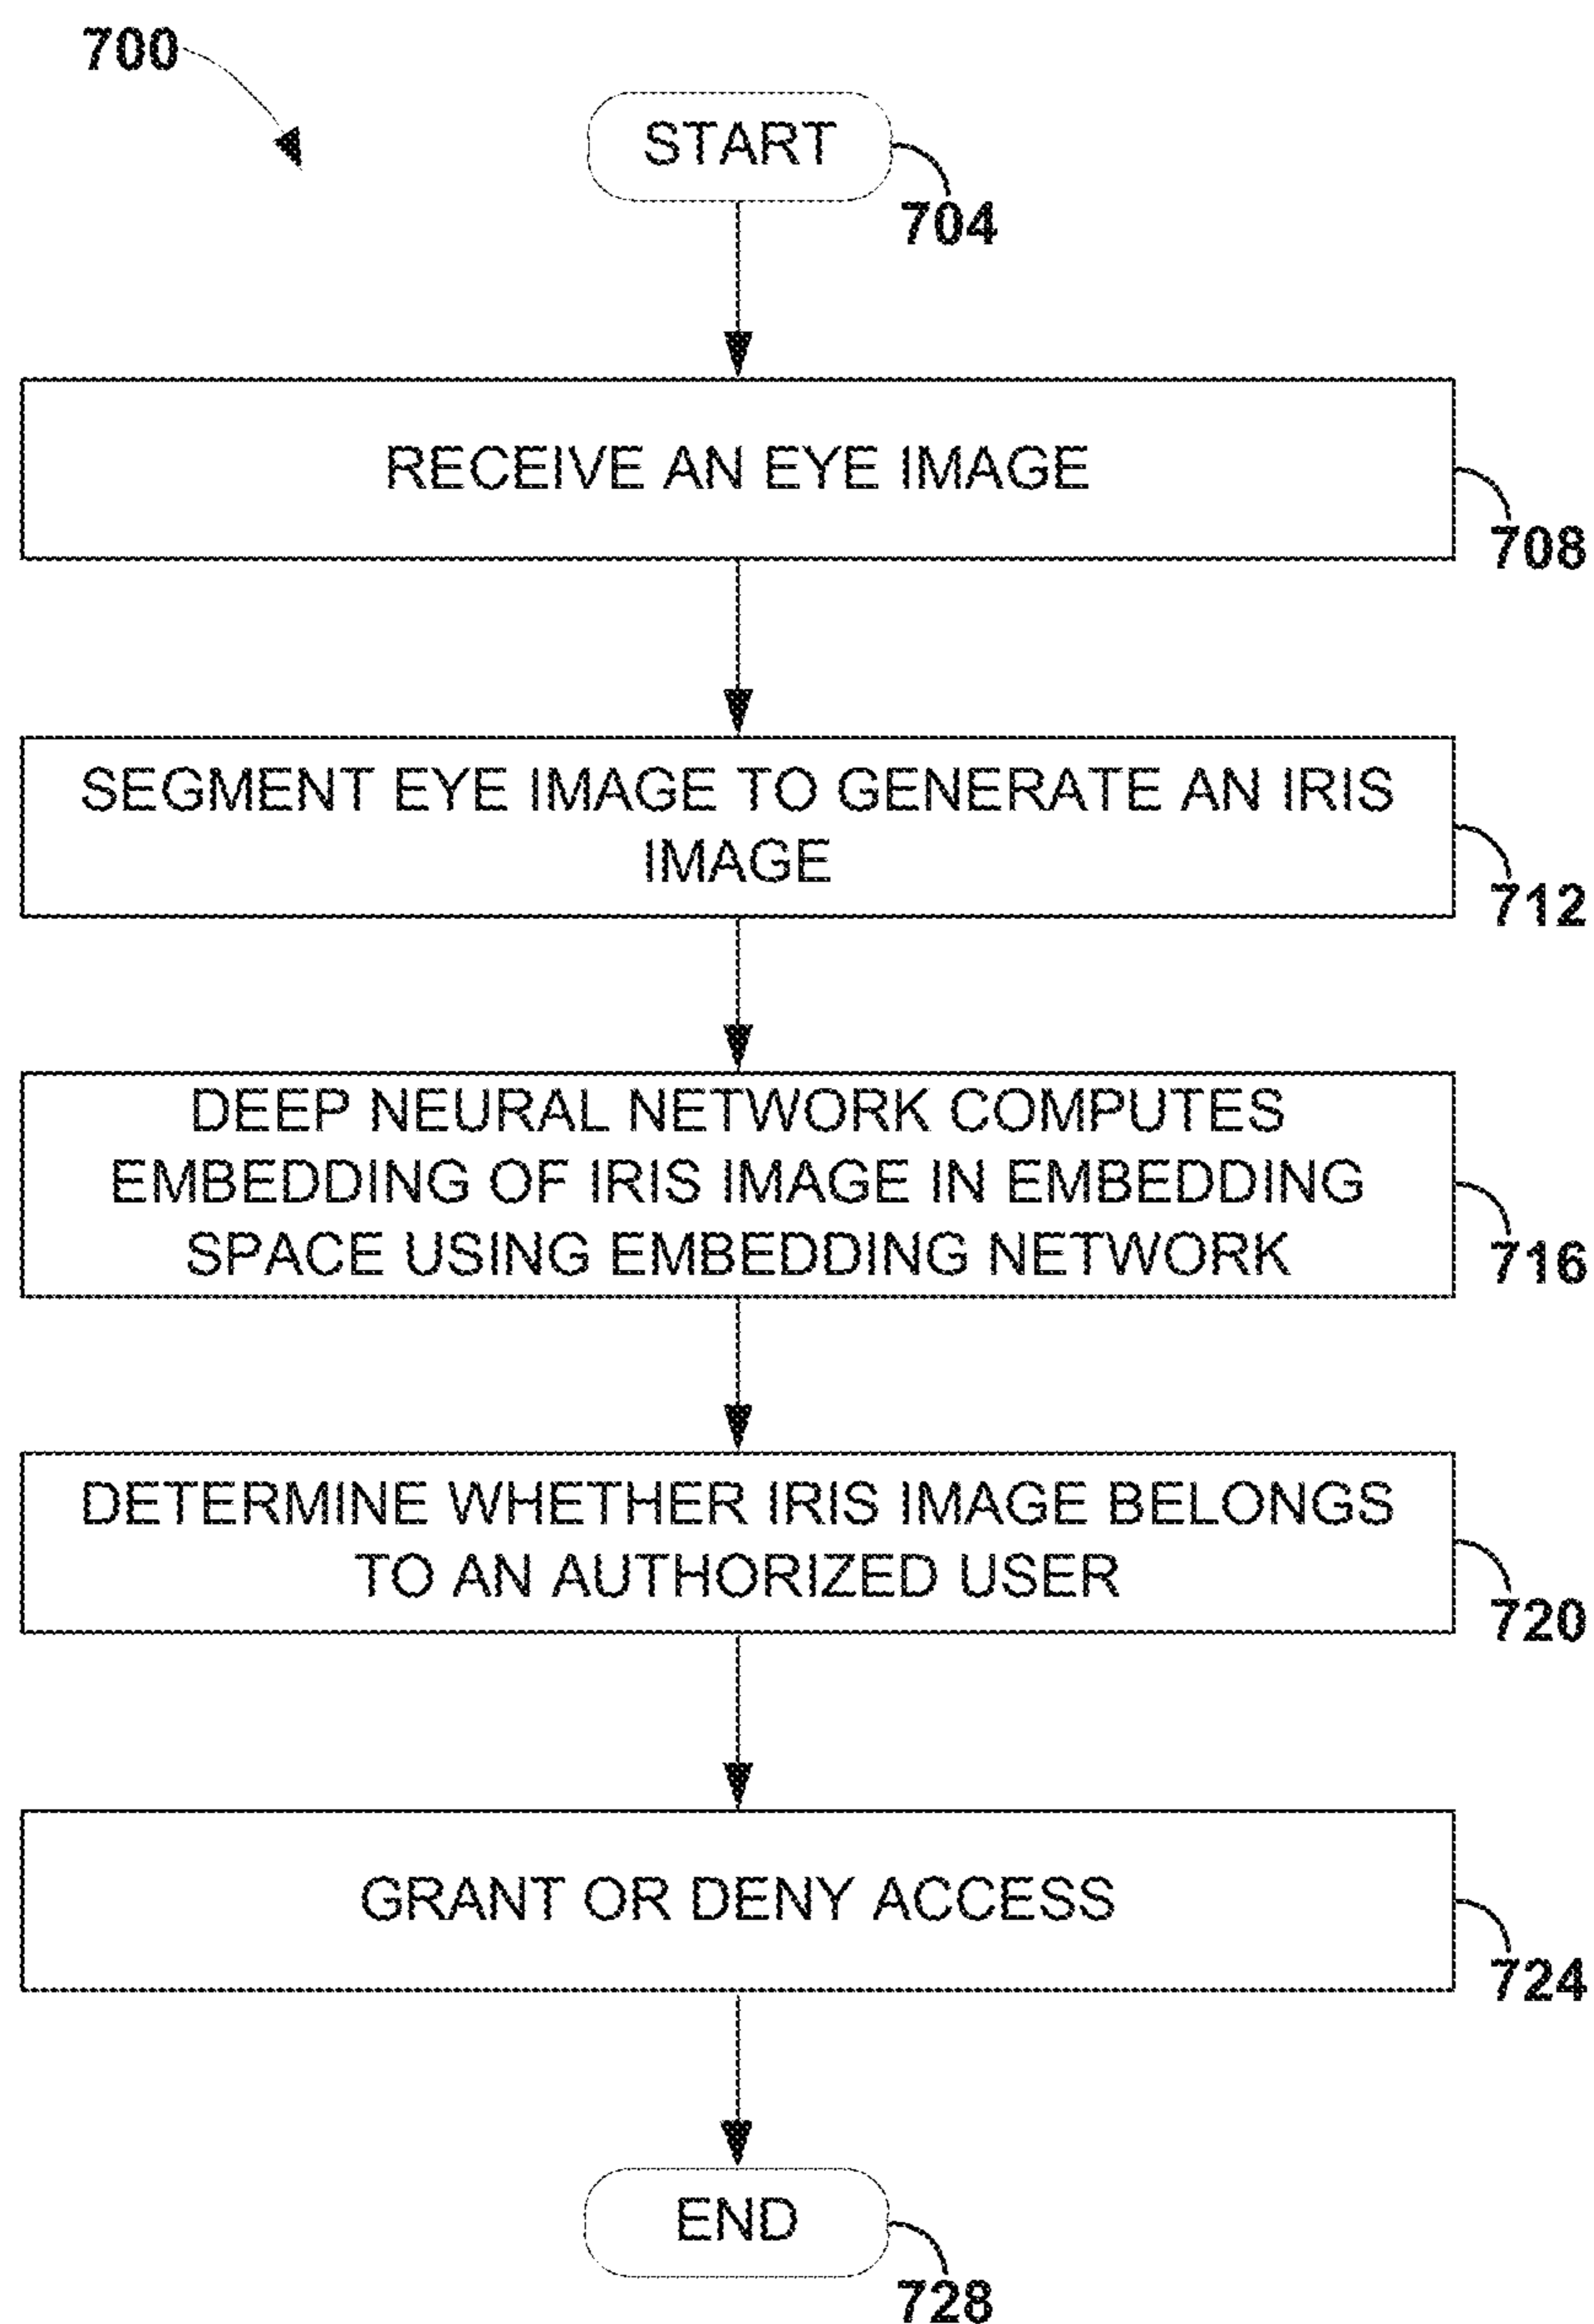 700
START
704
RECEIVE AN EYE IMAGE
708
SEGMENT EYE IMAGE TO GENERATE AN IRIS
IMAGE
712
DEEP NEURAL NETWORK COMPUTES
EMBEDDING OF IRIS IMAGE IN EMBEDDING
SPACE USING EMBEDDING NETWORK
716
DETERMINE WHETHER IRIS IMAGE BELONGS
TO AN AUTHORIZED USER
720
GRANT OR DENY ACCESS
724
END
728